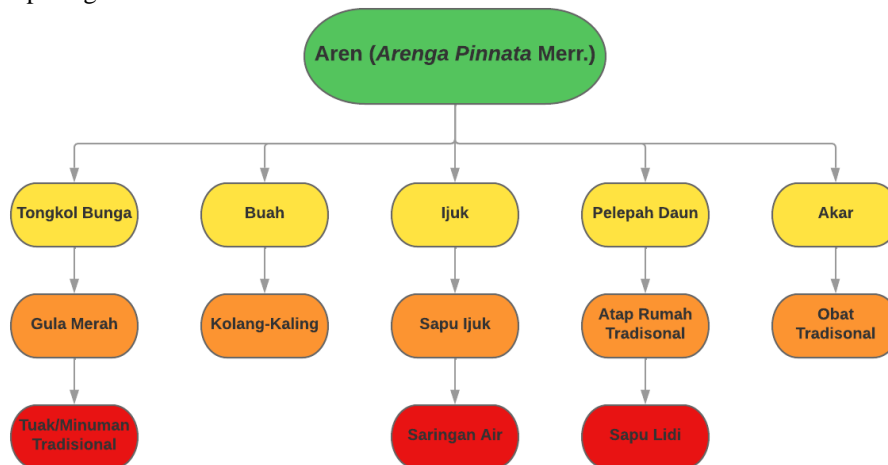 Aren (Arenga Pinnata Merr.)
Tongkol Bunga
Buah
Ijuk
Pelepah Daun
Akar
Gula Merah
Kolang-Kaling
Sapu Ijuk
Atap Rumah
Tradisonal
Obat
Tradisonal
Tuak/Minuman
Tradisional
Saringan Air
Sapu Lidi